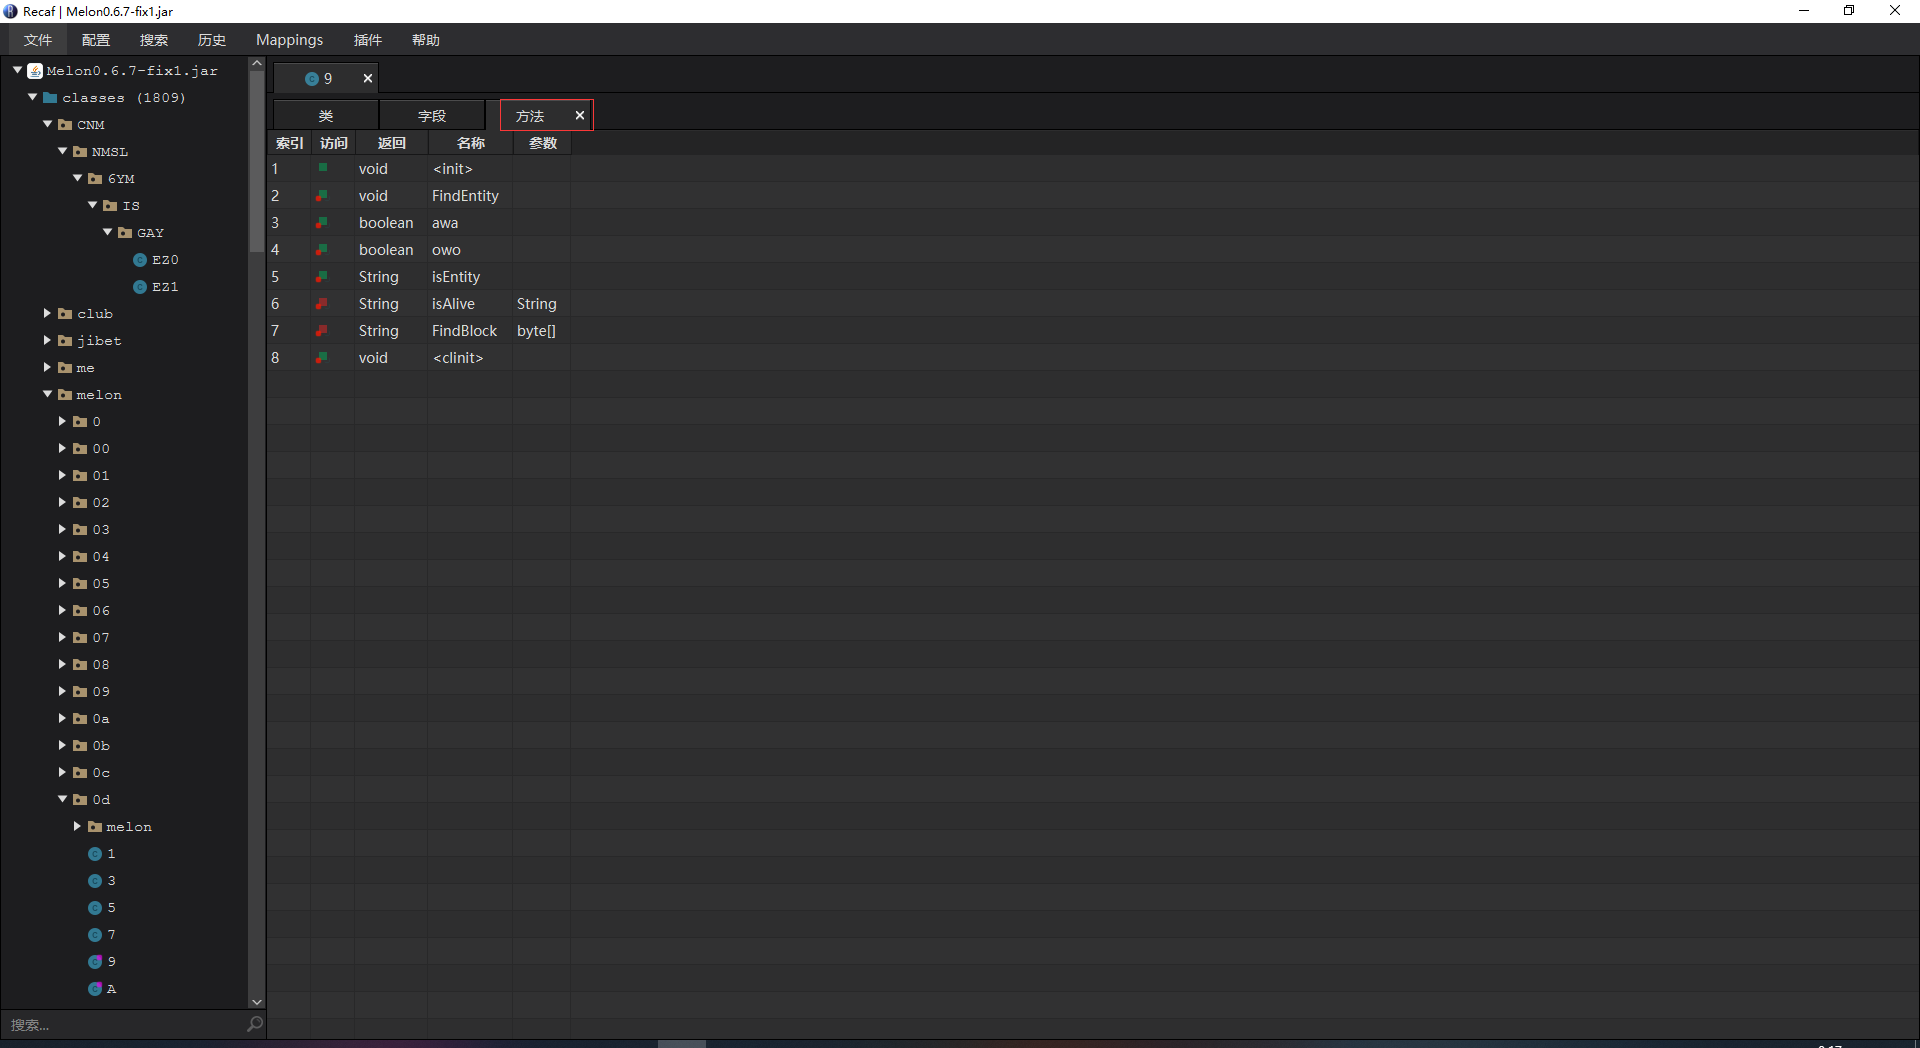 Recaf | Melon0.6.7-fix1.jar
文件 配置 搜索 历史 Mappings 插件 帮助
Melon0.6.7-fix1.jar
classes (1809)
CNM
NMSL
6YM
IS
GAY
EZ0
EZ1
club
jibet
me
melon
0
00
01
02
03
04
05
06
07
08
09
0a
0b
0c
0d
melon
1
3
5
7
9
A
搜索...
9
类 字段 方法
索引 访问 返回 名称 参数
1 void <init>
2 void FindEntity
3 boolean awa
4 boolean owo
5 String isEntity
6 String isAlive String
7 String FindBlock byte[]
8 void <clinit>